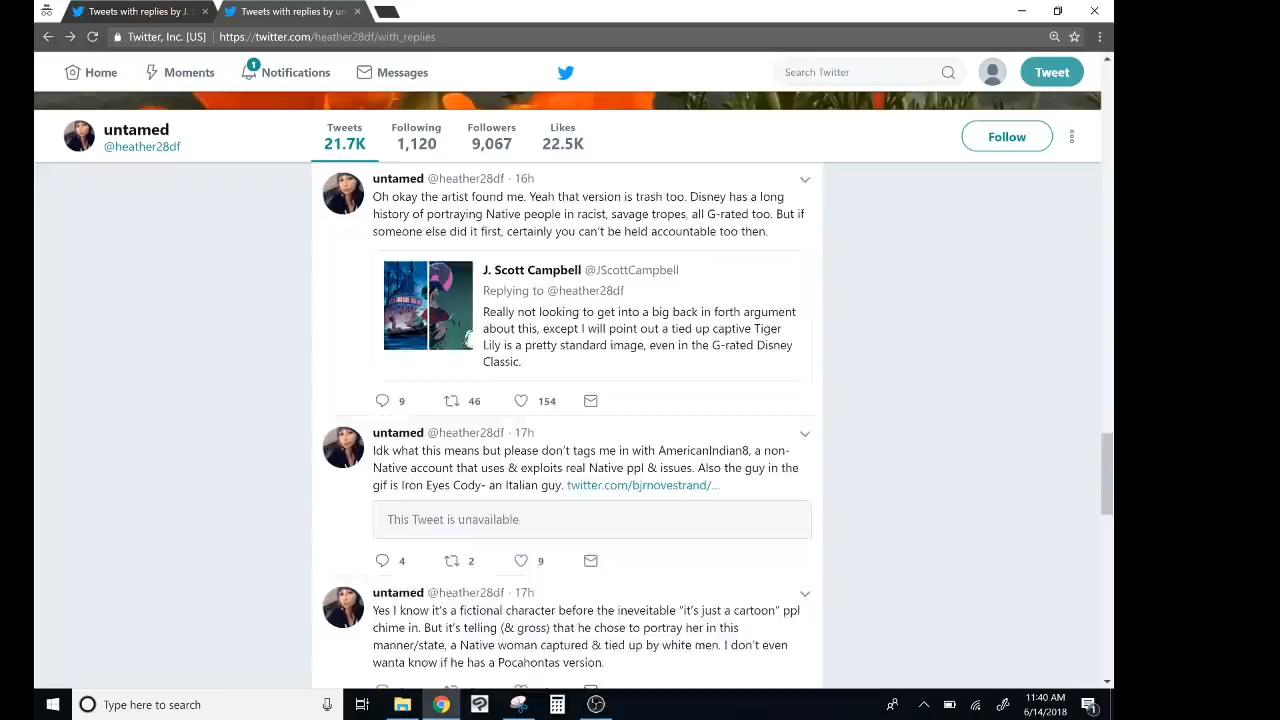 Tweets with replies by J.
Tweets with replies by un
Twitter, Inc. [US]
https://twitter.com/heather28df/with_replies
Home
Moments
1
Notifications
Messages
Search Twitter
Tweet
untamed
@heather28df
Tweets
21.7K
Following
1,120
Followers
9,067
Likes
22.5K
Follow
untamed @heather28df · 16h
Oh okay the artist found me. Yeah that version is trash too. Disney has a long
history of portraying Native people in racist, savage tropes, all G-rated too. But if
someone else did it first, certainly you can't be held accountable too then.
J. Scott Campbell @JScottCampbell
Replying to @heather28df
Really not looking to get into a big back in forth argument
about this, except I will point out a tied up captive Tiger
Lily is a pretty standard image, even in the G-rated Disney
Classic.
9 46 154
untamed @heather28df · 17h
Idk what this means but please don't tags me in with AmericanIndian8, a non-
Native account that uses & exploits real Native ppl & issues. Also the guy in the
gif is Iron Eyes Cody- an Italian guy. twitter.com/bjrnovestrand/...
This Tweet is unavailable.
4 2 9
untamed @heather28df · 17h
Yes I know it's a fictional character before the ineveitable "it's just a cartoon" ppl
chime in. But it's telling (& gross) that he chose to portray her in this
manner/state, a Native woman captured & tied up by white men. I don't even
wanta know if he has a Pocahontas version.
Type here to search
11:40 AM
6/14/2018
1